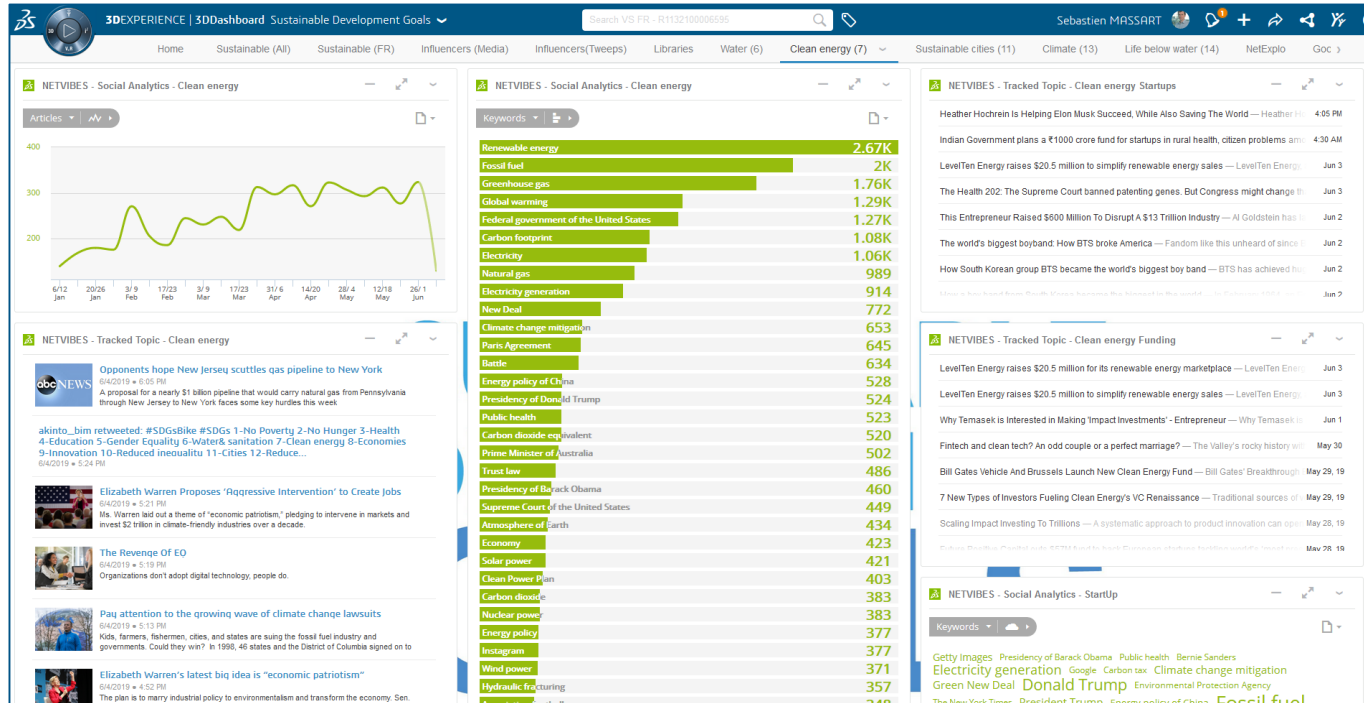 3DEXPERIENCE | 3DDashboard Sustainable Development Goals
Search VS FR - R1132100006595
Sebastien MASSART
1
3D
V.R
Home Sustainable (All) Sustainable (FR) Influencers (Media) Influencers(Tweeps) Libraries Water (6) Clean energy (7) Sustainable cities (11) Climate (13) Life below water (14) NetExplo Goc
NETVIBES - Social Analytics - Clean energy
Articles
400
300
200
6/12 Jan 20/26 Jan 3/ 9 Feb 17/23 Feb 3/ 9 Mar 17/23 Mar 31/ 6 Apr 14/20 Apr 28/ 4 May 12/18 May 26/ 1 Jun
NETVIBES - Tracked Topic - Clean energy
abc NEWS
Opponents hope New Jersey scuttles gas pipeline to New York
6/4/2019 • 6:05 PM
A proposal for a nearly $1 billion pipeline that would carry natural gas from Pennsylvania
through New Jersey to New York faces some key hurdles this week
akinto_bim retweeted: #SDGsBike #SDGs 1-No Poverty 2-No Hunger 3-Health
4-Education 5-Gender Equality 6-Water& sanitation 7-Clean energy 8-Economies
9-Innovation 10-Reduced inequality 11-Cities 12-Reduce...
6/4/2019 • 5:24 PM
Elizabeth Warren Proposes ‘Aggressive Intervention’ to Create Jobs
6/4/2019 • 5:21 PM
Ms. Warren laid out a theme of “economic patriotism,” pledging to intervene in markets and
invest $2 trillion in climate-friendly industries over a decade.
The Revenge Of EQ
6/4/2019 • 5:19 PM
Organizations don't adopt digital technology, people do.
Pay attention to the growing wave of climate change lawsuits
6/4/2019 • 5:13 PM
Kids, farmers, fishermen, cities, and states are suing the fossil fuel industry and
governments. Could they win? In 1998, 46 states and the District of Columbia signed on to
Elizabeth Warren’s latest big idea is “economic patriotism”
6/4/2019 • 4:52 PM
The plan is to marry industrial policy to environmentalism and transform the economy. Sen.
NETVIBES - Social Analytics - Clean energy
Keywords
Renewable energy 2.67K
Fossil fuel 2K
Greenhouse gas 1.76K
Global warming 1.29K
Federal government of the United States 1.27K
Carbon footprint 1.08K
Electricity 1.06K
Natural gas 989
Electricity generation 914
New Deal 772
Climate change mitigation 653
Paris Agreement 645
Battle 634
Energy policy of China 528
Presidency of Donald Trump 524
Public health 523
Carbon dioxide equivalent 520
Prime Minister of Australia 502
Trust law 486
Presidency of Barack Obama 460
Supreme Court of the United States 449
Atmosphere of Earth 434
Economy 423
Solar power 421
Clean Power Plan 403
Carbon dioxide 383
Nuclear power 383
Energy policy 377
Instagram 377
Wind power 371
Hydraulic fracturing 357
NETVIBES - Tracked Topic - Clean energy Startups
Heather Hochrein Is Helping Elon Musk Succeed, While Also Saving The World — Heather 4:05 PM
Indian Government plans a ₹1000 crore fund for startups in rural health, citizen problems 4:30 AM
LevelTen Energy raises $20.5 million to simplify renewable energy sales — LevelTen Energy Jun 3
The Health 202: The Supreme Court banned patenting genes. But Congress might change Jun 3
This Entrepreneur Raised $600 Million To Disrupt A $13 Trillion Industry — Al Goldstein has Jun 2
The world's biggest boyband: How BTS broke America — Fandom like this unheard of since Jun 2
How South Korean group BTS became the world's biggest boy band — BTS has achieved Jun 2
Jun 2
NETVIBES - Tracked Topic - Clean energy Funding
LevelTen Energy raises $20.5 million for its renewable energy marketplace — LevelTen Jun 3
LevelTen Energy raises $20.5 million to simplify renewable energy sales — LevelTen Energy Jun 3
Why Temasek is Interested in Making 'Impact Investments' - Entrepreneur — Why Temasek is Jun 1
Fintech and clean tech? An odd couple or a perfect marriage? — The Valley's rocky history May 30
Bill Gates Vehicle And Brussels Launch New Clean Energy Fund — Bill Gates' Breakthrough May 29, 19
7 New Types of Investors Fueling Clean Energy's VC Renaissance — Traditional sources of May 29, 19
Scaling Impact Investing To Trillions — A systematic approach to product innovation can May 28, 19
May 28, 19
NETVIBES - Social Analytics - StartUp
Keywords
Getty Images Presidency of Barack Obama Public health Bernie Sanders
Electricity generation Google Carbon tax Climate change mitigation
Green New Deal Donald Trump Environmental Protection Agency
The New York Times President Trump Energy policy of China Fossil fuel